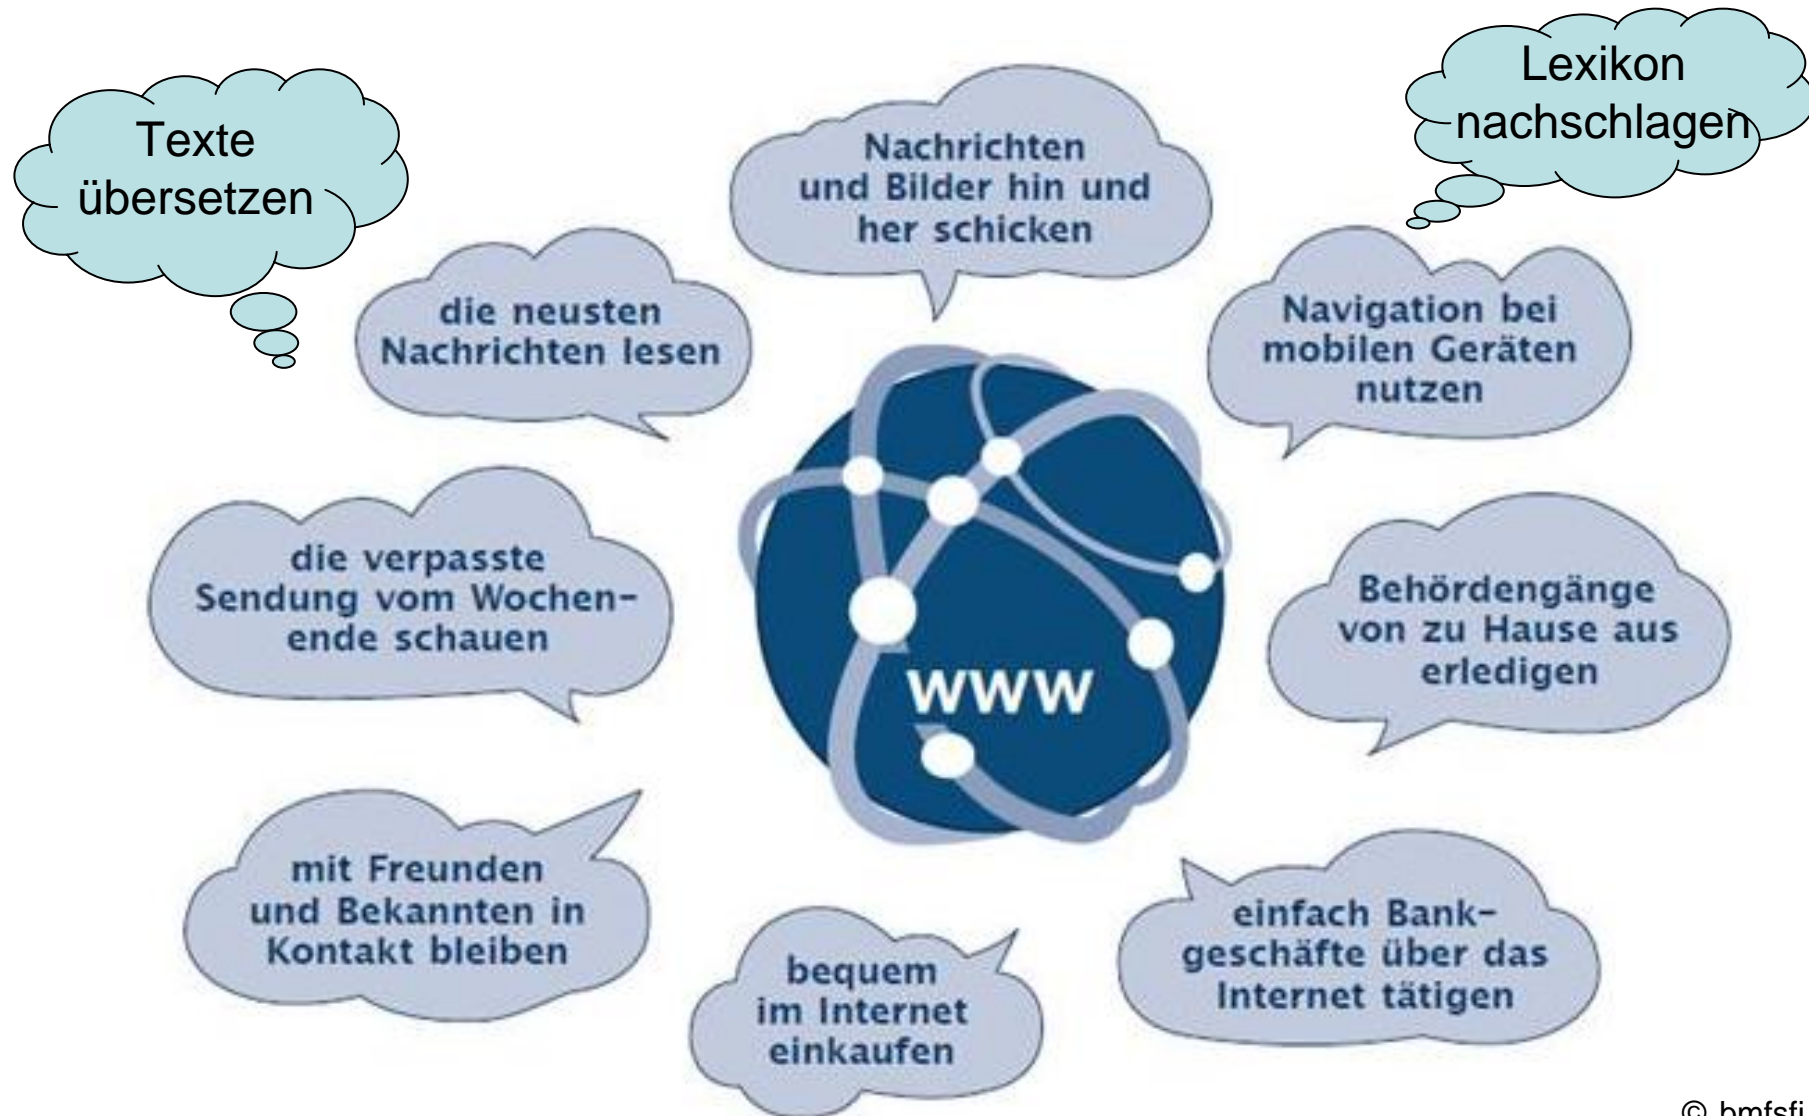 Texte
übersetzen
Lexikon
nachschlagen
Nachrichten
und Bilder hin und
her schicken
die neusten
Nachrichten lesen
Navigation bei
mobilen Geräten
nutzen
die verpasste
Sendung vom Wochen-
ende schauen
Behördengänge
von zu Hause aus
erledigen
www
mit Freunden
und Bekannten in
Kontakt bleiben
bequem
im Internet
einkaufen
einfach Bank-
geschäfte über das
Internet tätigen
© bmfsfj